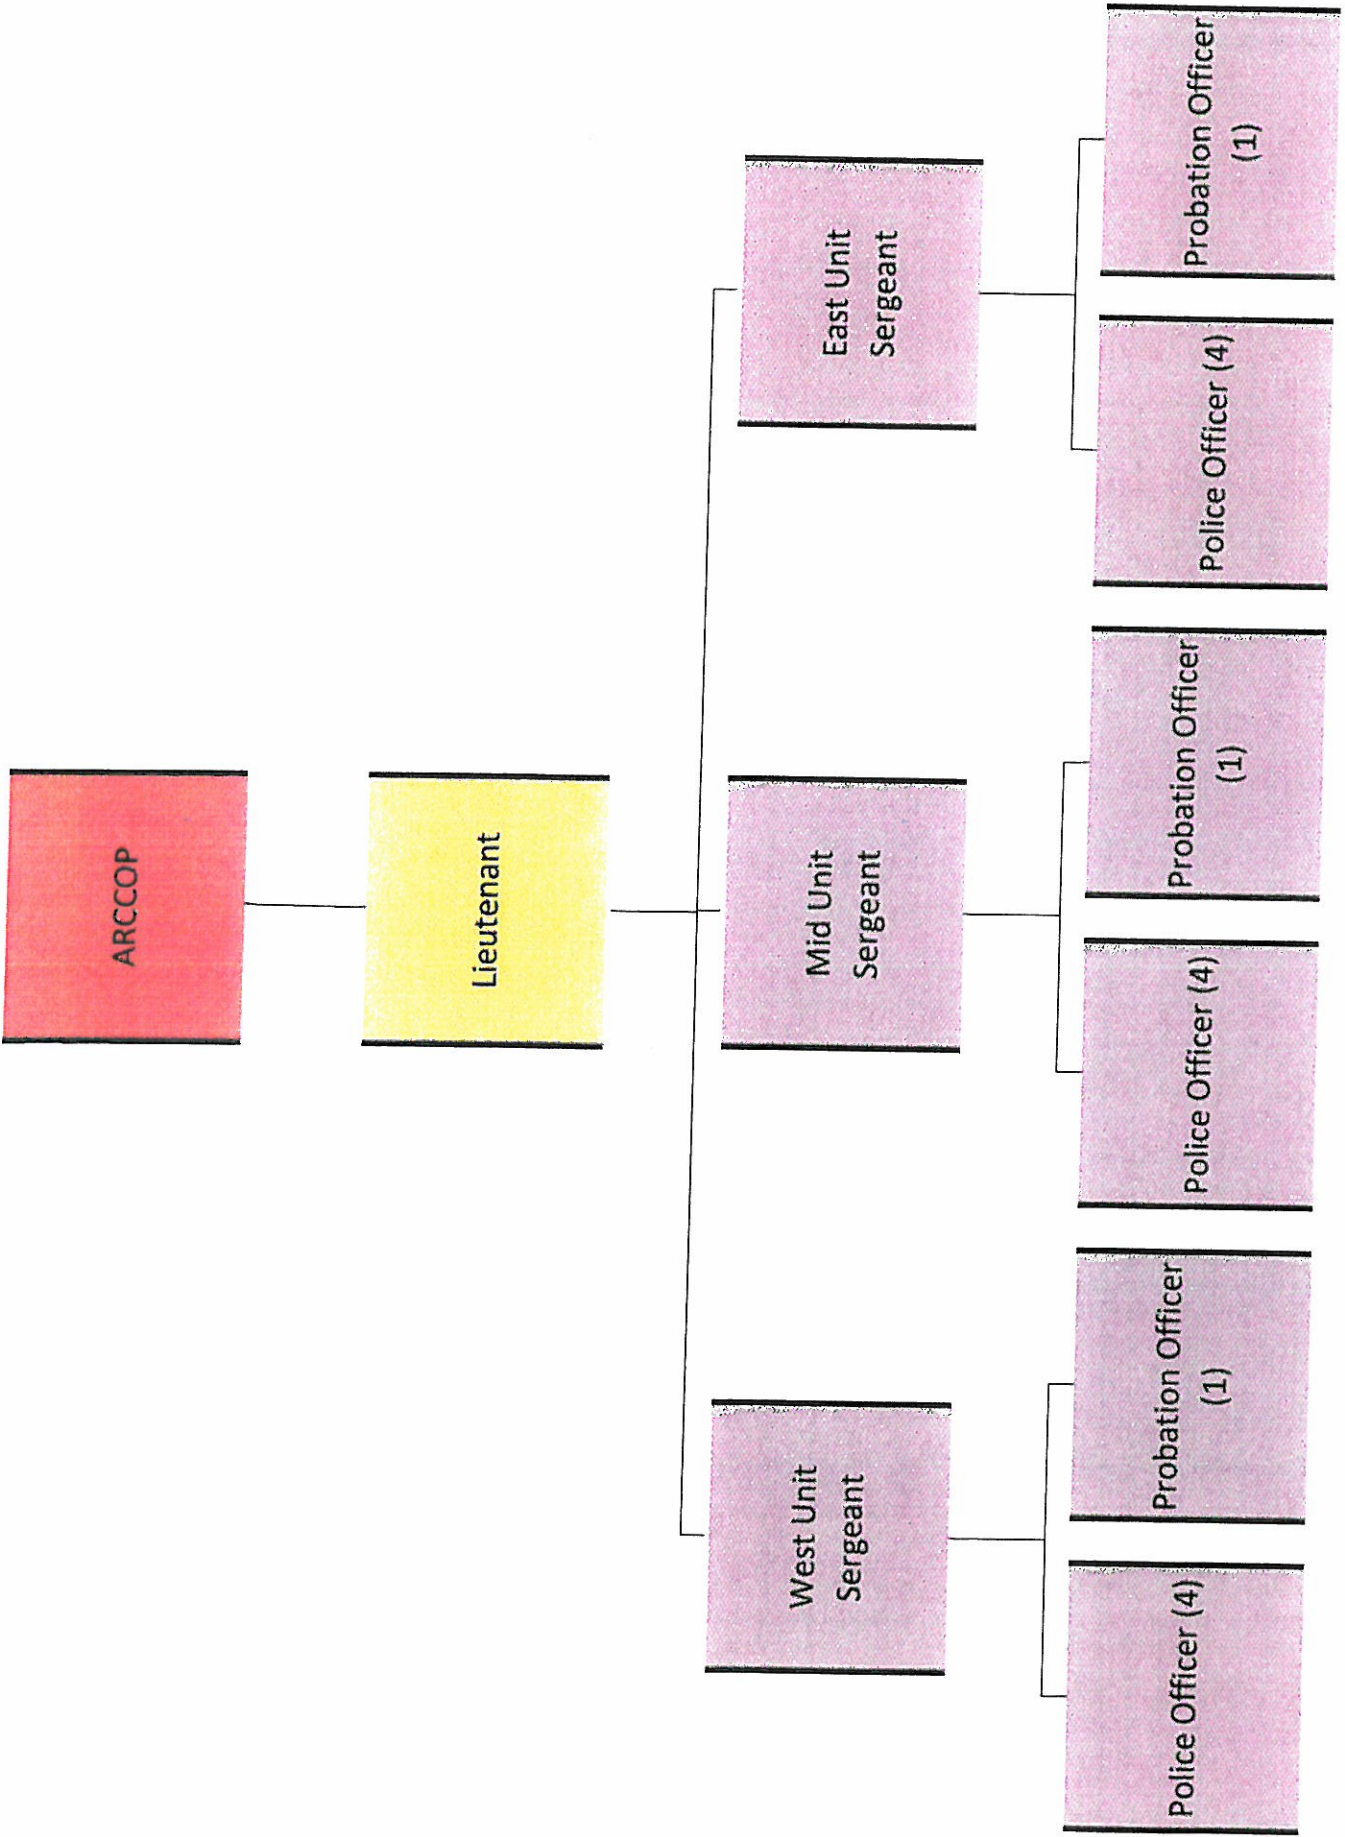 ARCCOP
Lieutenant
West Unit
Sergeant
Mid Unit
Sergeant
East Unit
Sergeant
Police Officer (4)
Probation Officer
(1)
Police Officer (4)
Probation Officer
(1)
Police Officer (4)
Probation Officer
(1)